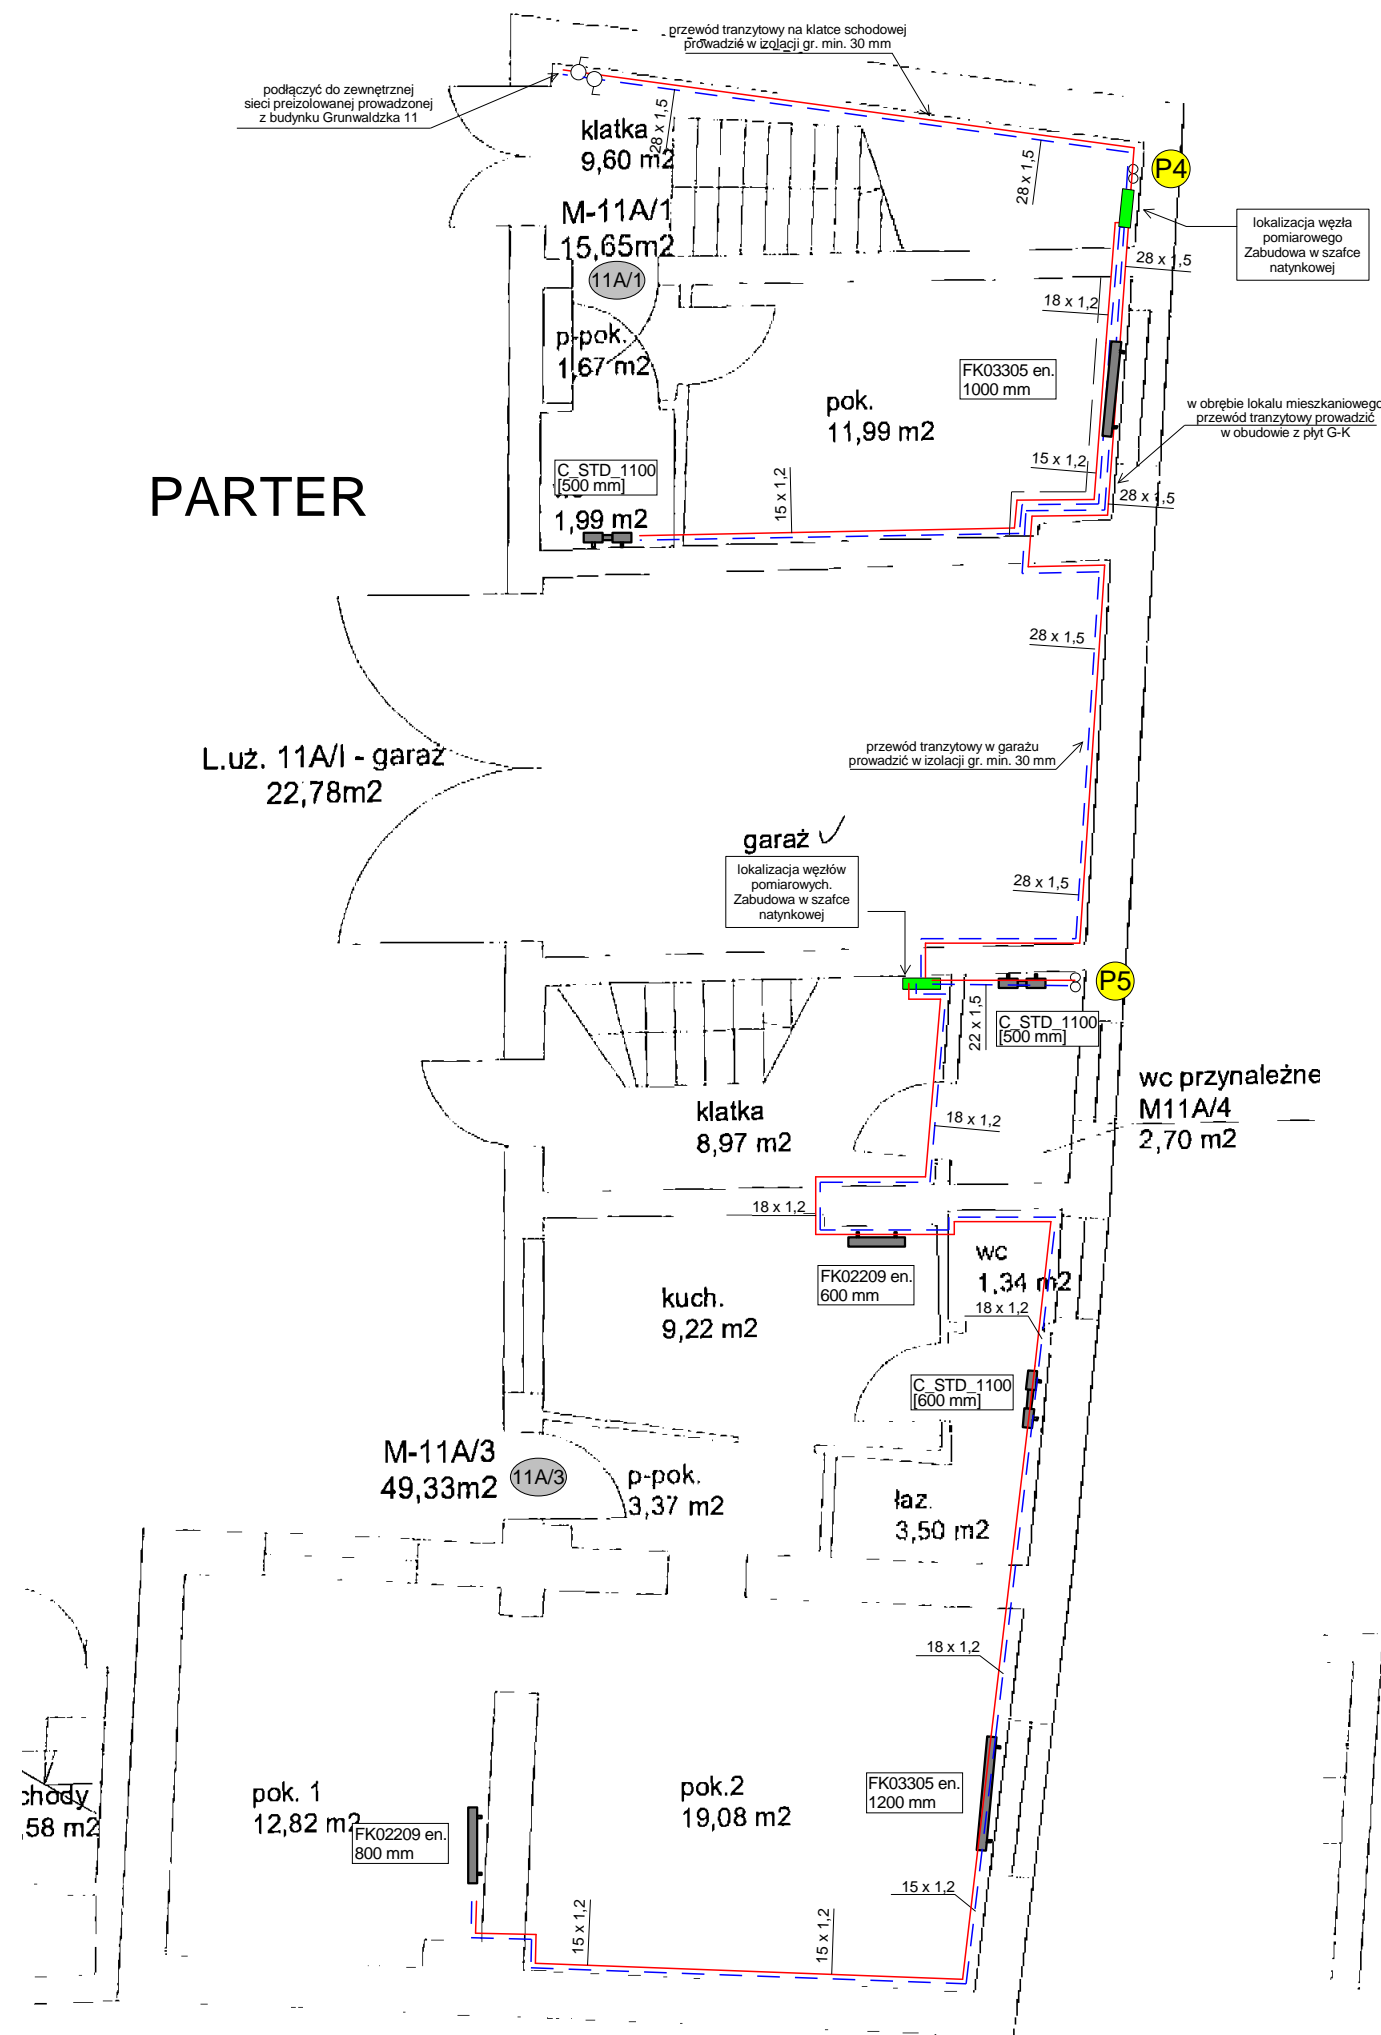 przewód tranzytowy na klatce schodowej
prowadzić w izolacji gr. min. 30 mm
podłączyć do zewnętrznej
sieci preizolowanej prowadzonej
z budynku Grunwaldzka 11
klatka
9,60 m2
28 x 1,5
28 x 1,5
P4
M-11A/1
15,65m2
11A/1
lokalizacja węzła
pomiarowego
Zabudowa w szafce
natynkowej
28 x 1,5
18 x 1,2
p-pok.
1,67 m2
FK03305 en.
1000 mm
pok.
11,99 m2
w obrębie lokalu mieszkaniowego
przewód tranzytowy prowadzić
w obudowie z płyt G-K
PARTER
C_STD_1100
[500 mm]
1,99 m2
15 x 1,2
15 x 1,2
28 x 1,5
28 x 1,5
L.uż. 11A/I - garaż
22,78m2
przewód tranzytowy w garażu
prowadzić w izolacji gr. min. 30 mm
garaż
lokalizacja węzłów
pomiarowych.
Zabudowa w szafce
natynkowej
28 x 1,5
P5
22 x 1,5
C_STD_1100
[500 mm]
klatka
8,97 m2
18 x 1,2
wc przynależne
M11A/4
2,70 m2
18 x 1,2
wc
1,34 m2
FK02209 en.
600 mm
kuch.
9,22 m2
18 x 1,2
C_STD_1100
[600 mm]
M-11A/3
49,33m2
11A/3
p-pok.
3,37 m2
łaz.
3,50 m2
18 x 1,2
chody
,58 m2
pok. 1
12,82 m2
FK02209 en.
800 mm
pok.2
19,08 m2
FK03305 en.
1200 mm
15 x 1,2
15 x 1,2
15 x 1,2